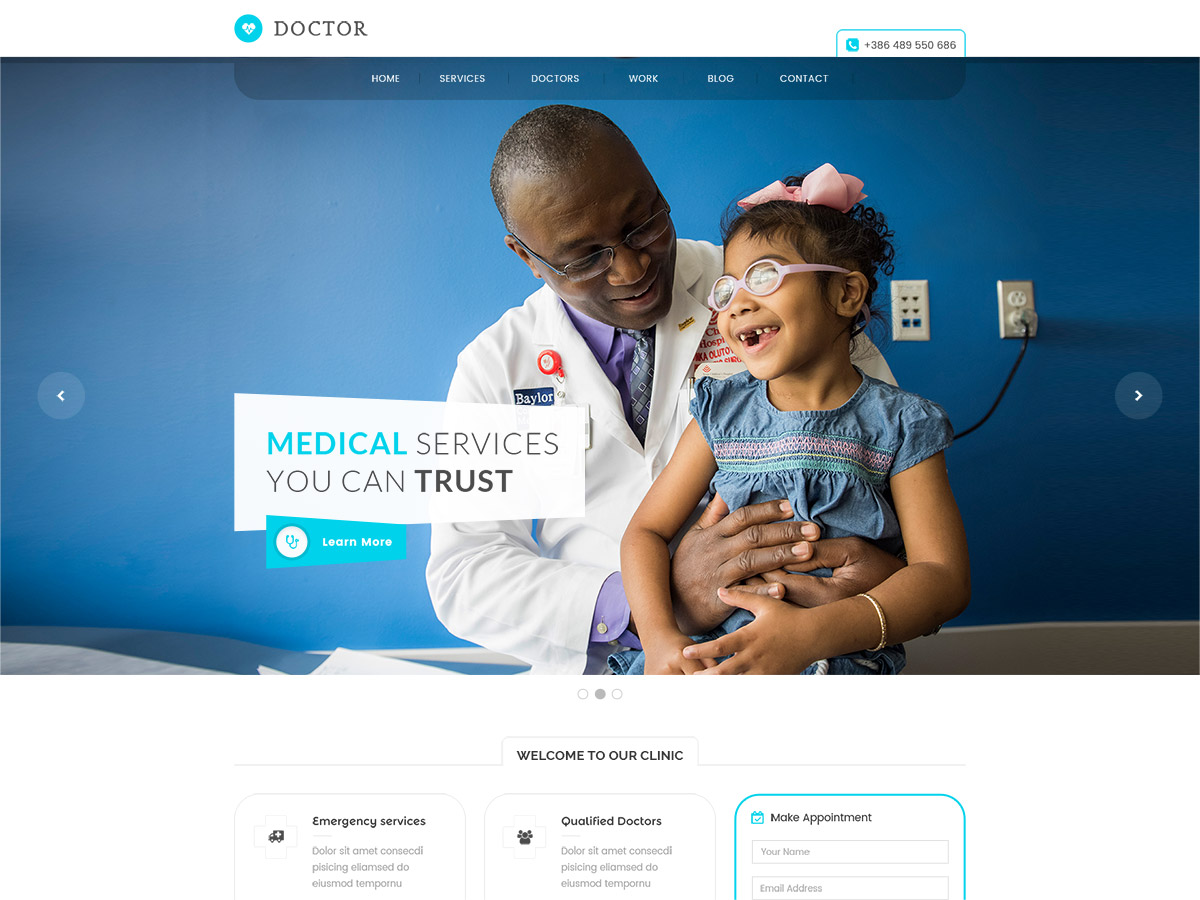 DOCTOR
+386 489 550 686
HOME SERVICES DOCTORS WORK BLOG CONTACT
Baylor
MEDICAL SERVICES
YOU CAN TRUST
Learn More
WELCOME TO OUR CLINIC
Emergency services
Dolor sit amet consecdi
pisicing eliamsed do
eiusmod tempornu
Qualified Doctors
Dolor sit amet consecdi
pisicing eliamsed do
eiusmod tempornu
Make Appointment
Your Name
Email Address